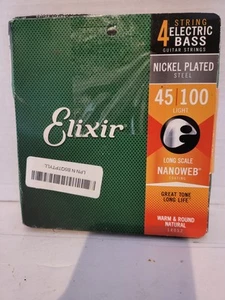 4 STRING
ELECTRIC
BASS
GUITAR STRINGS
NICKEL PLATED
STEEL
45 | 100
LIGHT
Elixir
LONG SCALE
NANOWEB®
COATING
GREAT TONE
LONG LIFE
WARM & ROUND
NATURAL